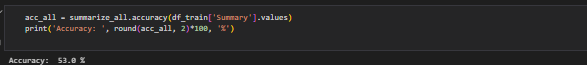 acc_all = summarize_all.accuracy(df_train['Summary'].values)
print('Accuracy: ', round(acc_all, 2)*100, '%')
Accuracy:  53.0 %